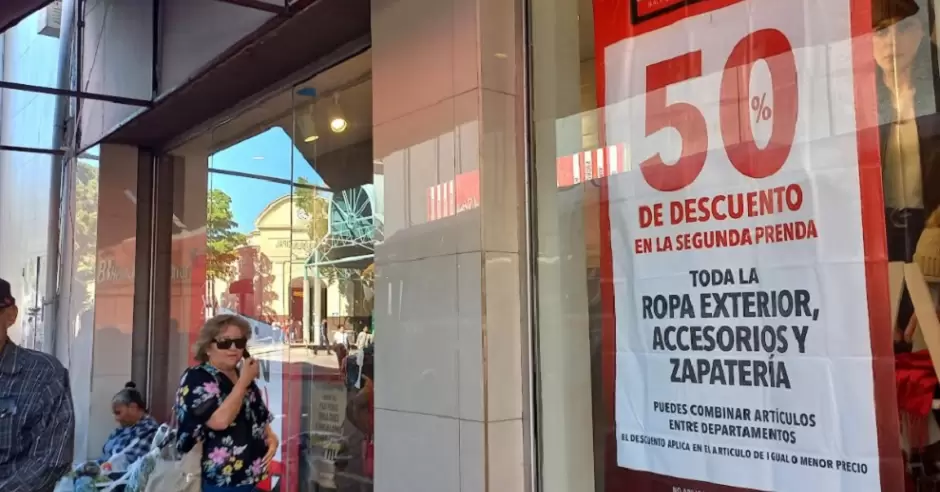 50%
DE DESCUENTO
EN LA SEGUNDA PRENDA
TODA LA
ROPA EXTERIOR,
ACCESORIOS Y
ZAPATERÍA
PUEDES COMBINAR ARTÍCULOS
ENTRE DEPARTAMENTOS
EL DESCUENTO APLICA EN EL ARTICULO DE IGUAL O MENOR PRECIO